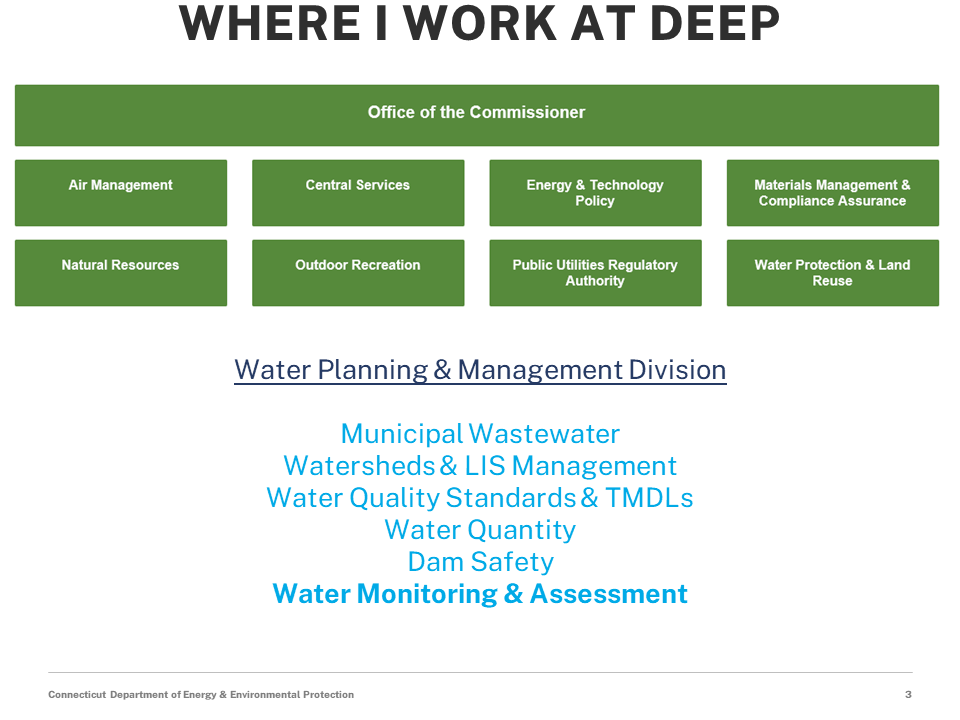 WHERE I WORK AT DEEP
Office of the Commissioner
Air Management
Central Services
Energy & Technology
Policy
Materials Management &
Compliance Assurance
Natural Resources
Outdoor Recreation
Public Utilities Regulatory
Authority
Water Protection & Land
Reuse
Water Planning & Management Division
Municipal Wastewater
Watersheds & LIS Management
Water Quality Standards & TMDLs
Water Quantity
Dam Safety
Water Monitoring & Assessment
Connecticut Department of Energy & Environmental Protection
3